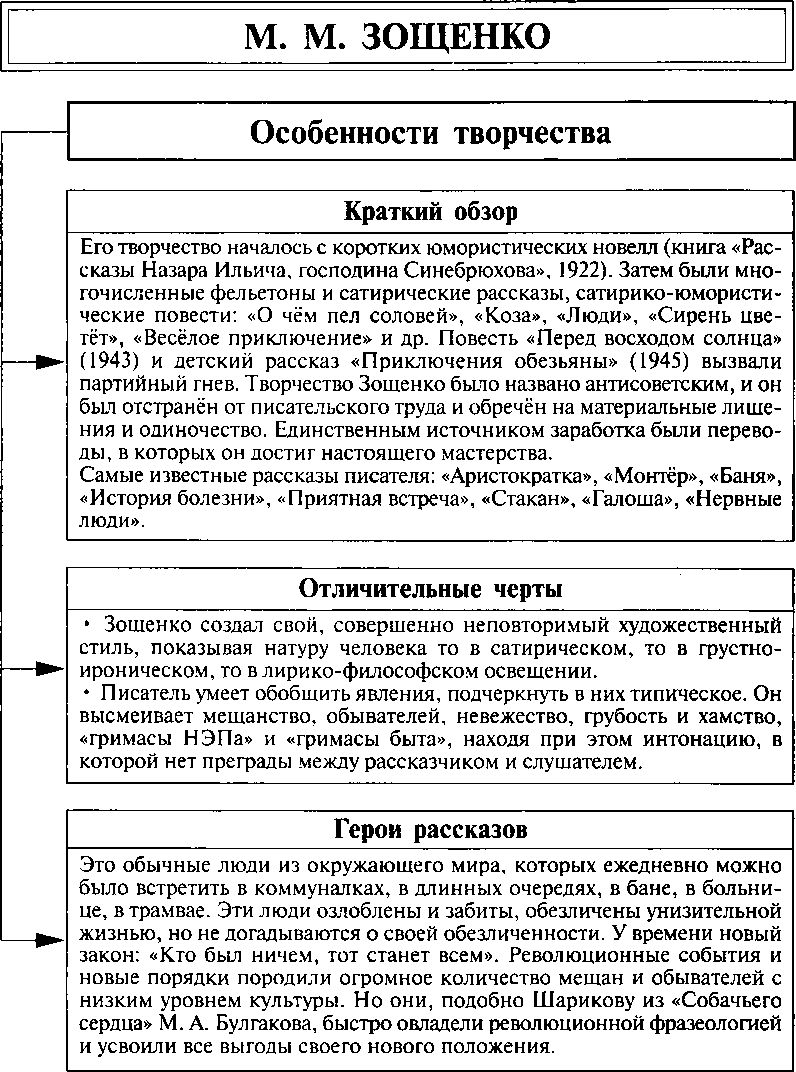 М. М. ЗОЩЕНКО
Особенности творчества
Краткий обзор
Его творчество началось с коротких юмористических новелл (книга «Рас-
сказы Назара Ильича, господина Синебрюхова», 1922). Затем были мно-
гочисленные фельетоны и сатирические рассказы, сатирико-юмористи-
ческие повести: «О чём пел соловей», «Коза», «Люди», «Сирень цве-
тёт», «Весёлое приключение» и др. Повесть «Перед восходом солнца»
(1943) и детский рассказ «Приключения обезьяны» (1945) вызвали
партийный гнев. Творчество Зощенко было названо антисоветским, и он
был отстранён от писательского труда и обречён на материальные лише-
ния и одиночество. Единственным источником заработка были перево-
ды, в которых он достиг настоящего мастерства.
Самые известные рассказы писателя: «Аристократка», «Монтёр», «Баня»,
«История болезни», «Приятная встреча», «Стакан», «Галоша», «Нервные
люди».
Отличительные черты
• Зощенко создал свой, совершенно неповторимый художественный
стиль, показывая натуру человека то в сатирическом, то в грустно-
ироническом, то в лирико-философском освещении.
• Писатель умеет обобщить явления, подчеркнуть в них типическое. Он
высмеивает мещанство, обывателей, невежество, грубость и хамство,
«гримасы НЭПа» и «гримасы быта», находя при этом интонацию, в
которой нет преграды между рассказчиком и слушателем.
Герои рассказов
Это обычные люди из окружающего мира, которых ежедневно можно
было встретить в коммуналках, в длинных очередях, в бане, в больни-
це, в трамвае. Эти люди озлоблены и забиты, обезличены унизительной
жизнью, но не догадываются о своей обезличенности. У времени новый
закон: «Кто был ничем, тот станет всем». Революционные события и
новые порядки породили огромное количество мещан и обывателей с
низким уровнем культуры. Но они, подобно Шарикову из «Собачьего
сердца» М. А. Булгакова, быстро овладели революционной фразеологией
и усвоили все выгоды своего нового положения.